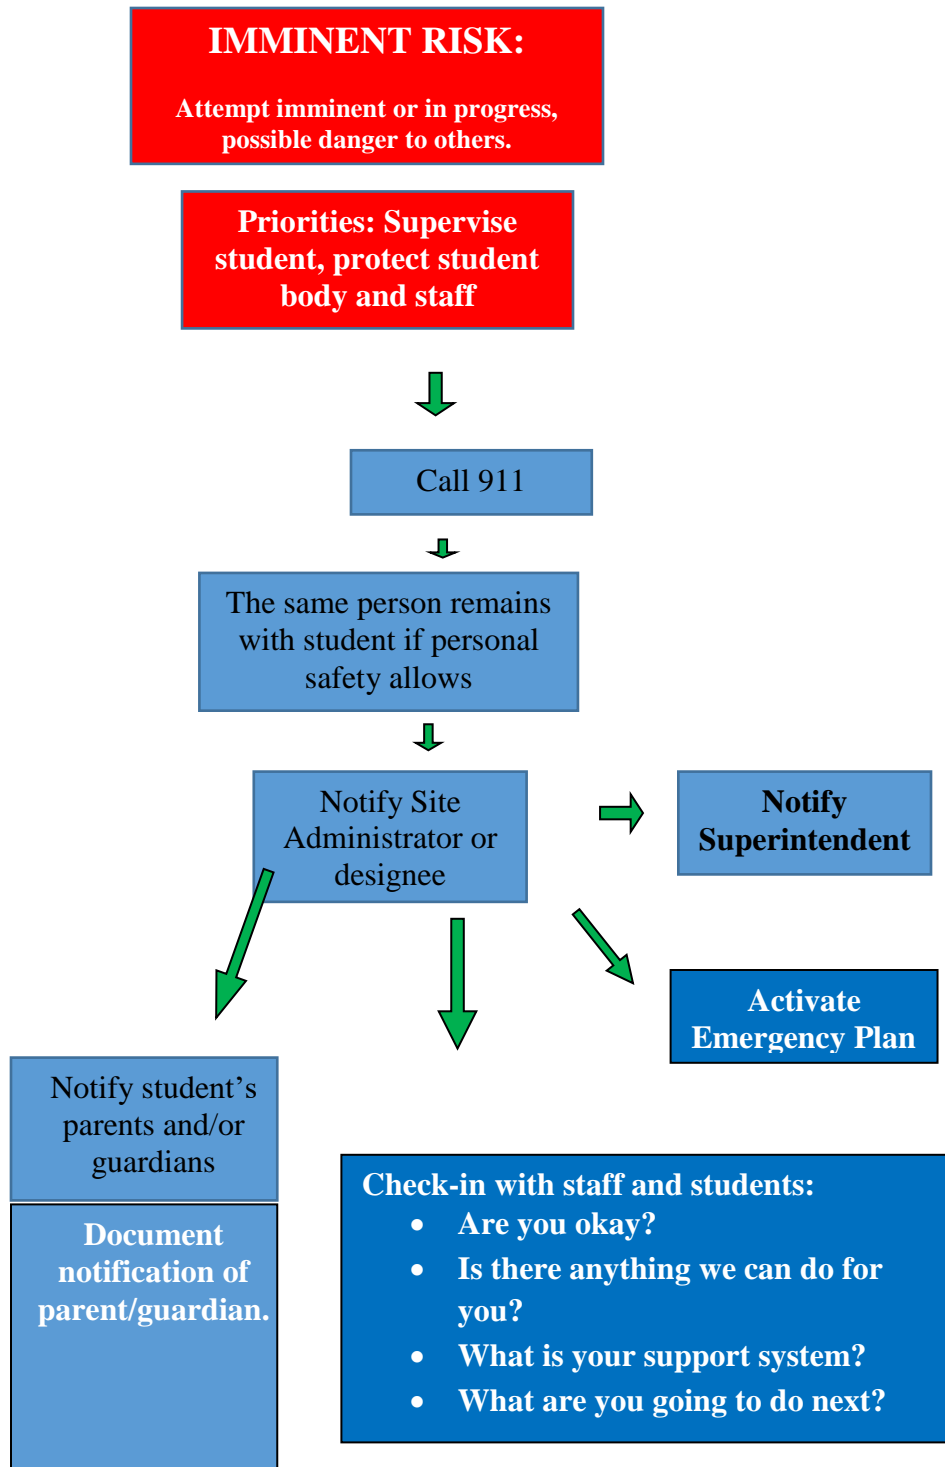 IMMINENT RISK:
Attempt imminent or in progress,
possible danger to others.
Priorities: Supervise
student, protect student
body and staff
Call 911
The same person remains
with student if personal
safety allows
Notify Site
Administrator or
designee
Notify
Superintendent
Activate
Emergency Plan
Notify student’s
parents and/or
guardians
Document
notification of
parent/guardian.
Check-in with staff and students:
• Are you okay?
• Is there anything we can do for
you?
• What is your support system?
• What are you going to do next?